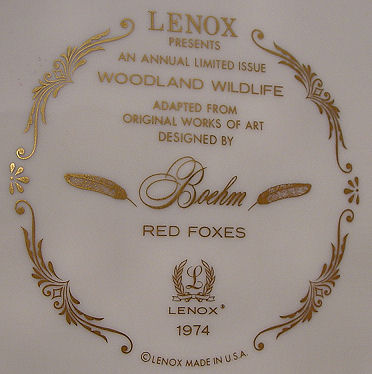 LENOX
PRESENTS
AN ANNUAL LIMITED ISSUE
WOODLAND WILDLIFE
ADAPTED FROM
ORIGINAL WORKS OF ART
DESIGNED BY
Boehm
RED FOXES
L
LENOX®
1974
©LENOX MADE IN U.S.A.